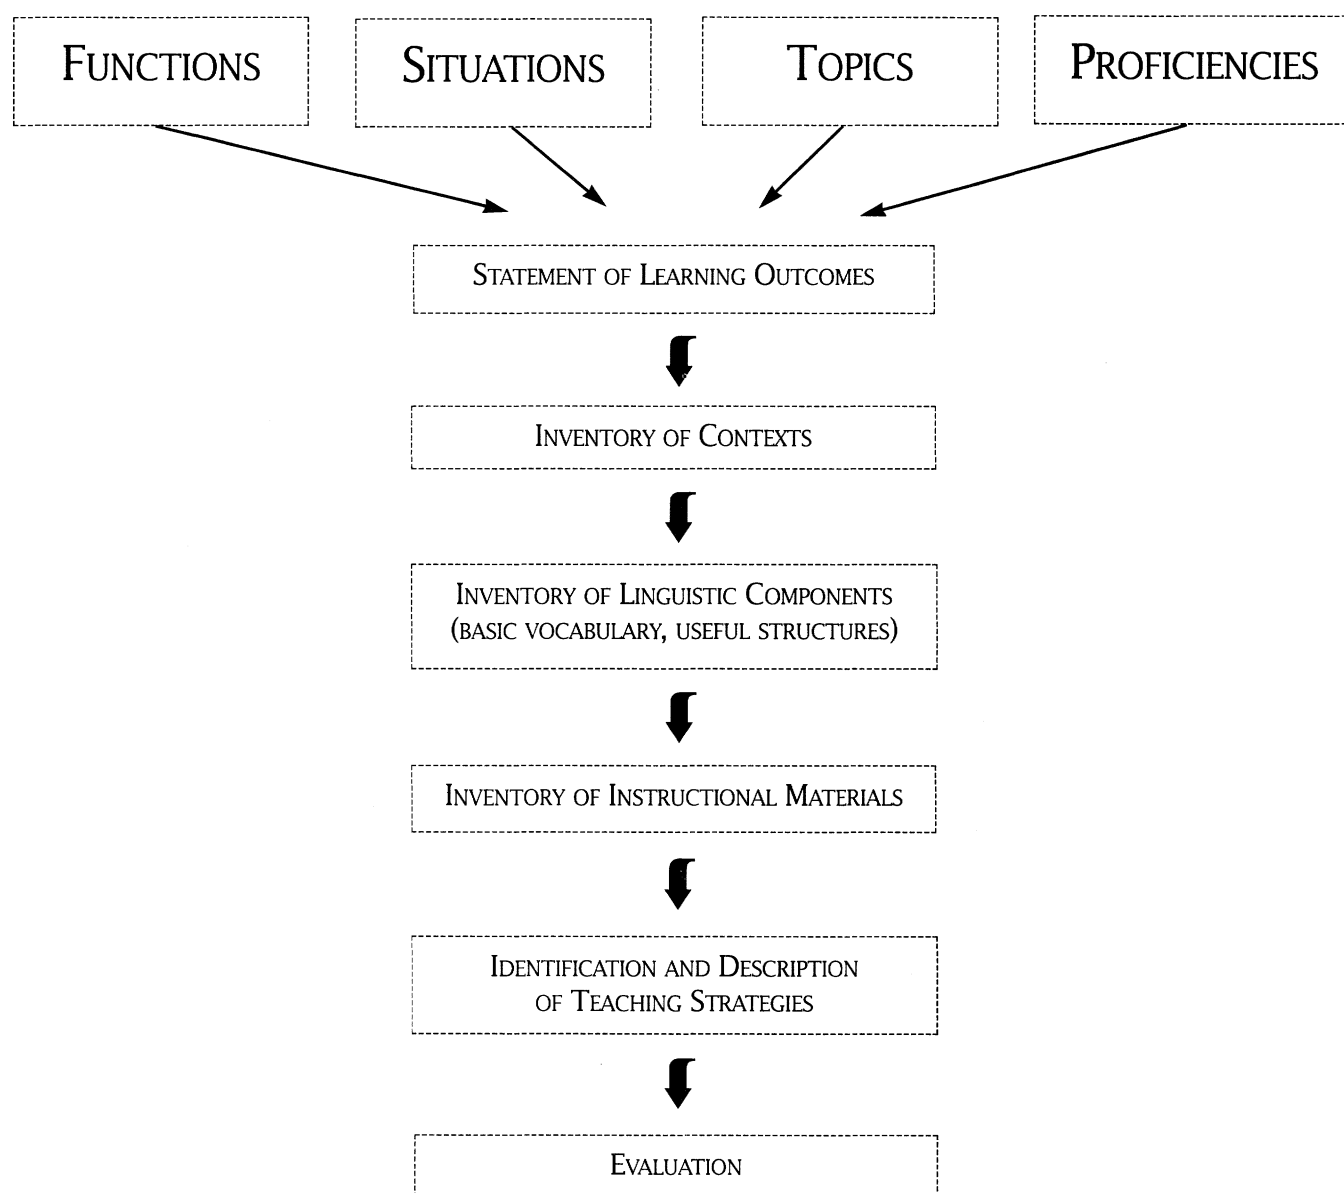 FUNCTIONS
SITUATIONS
TOPICS
PROFICIENCIES
STATEMENT OF LEARNING OUTCOMES
INVENTORY OF CONTEXTS
INVENTORY OF LINGUISTIC COMPONENTS
(BASIC VOCABULARY, USEFUL STRUCTURES)
INVENTORY OF INSTRUCTIONAL MATERIALS
IDENTIFICATION AND DESCRIPTION
OF TEACHING STRATEGIES
EVALUATION